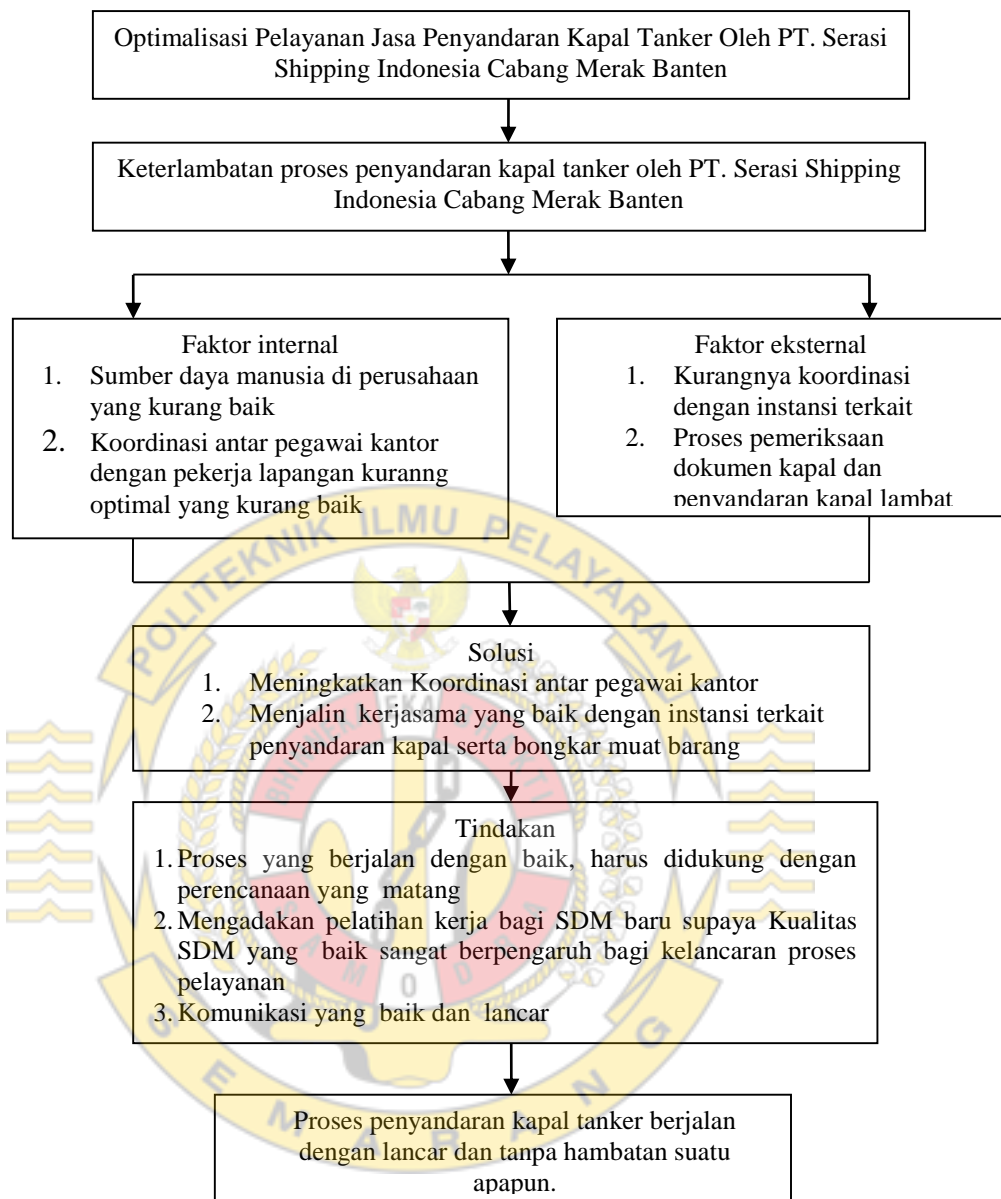 Optimalisasi Pelayanan Jasa Penyandaran Kapal Tanker Oleh PT. Serasi
Shipping Indonesia Cabang Merak Banten
Keterlambatan proses penyandaran kapal tanker oleh PT. Serasi Shipping
Indonesia Cabang Merak Banten
Faktor internal
1. Sumber daya manusia di perusahaan
yang kurang baik
2. Koordinasi antar pegawai kantor
dengan pekerja lapangan kuranng
optimal yang kurang baik
Faktor eksternal
1. Kurangnya koordinasi
dengan instansi terkait
2. Proses pemeriksaan
dokumen kapal dan
penyandaran kapal lambat
POLITEKNIK ILMU PELAYARAN
Solusi
1. Meningkatkan Koordinasi antar pegawai kantor
2. Menjalin kerjasama yang baik dengan instansi terkait
penyandaran kapal serta bongkar muat barang
BHINNEKA BHAKTI
Tindakan
1. Proses yang berjalan dengan baik, harus didukung dengan
perencanaan yang matang
2. Mengadakan pelatihan kerja bagi SDM baru supaya Kualitas
SDM yang baik sangat berpengaruh bagi kelancaran proses
pelayanan
3. Komunikasi yang baik dan lancar
SAMODRA
SEMARANG
Proses penyandaran kapal tanker berjalan
dengan lancar dan tanpa hambatan suatu
apapun.